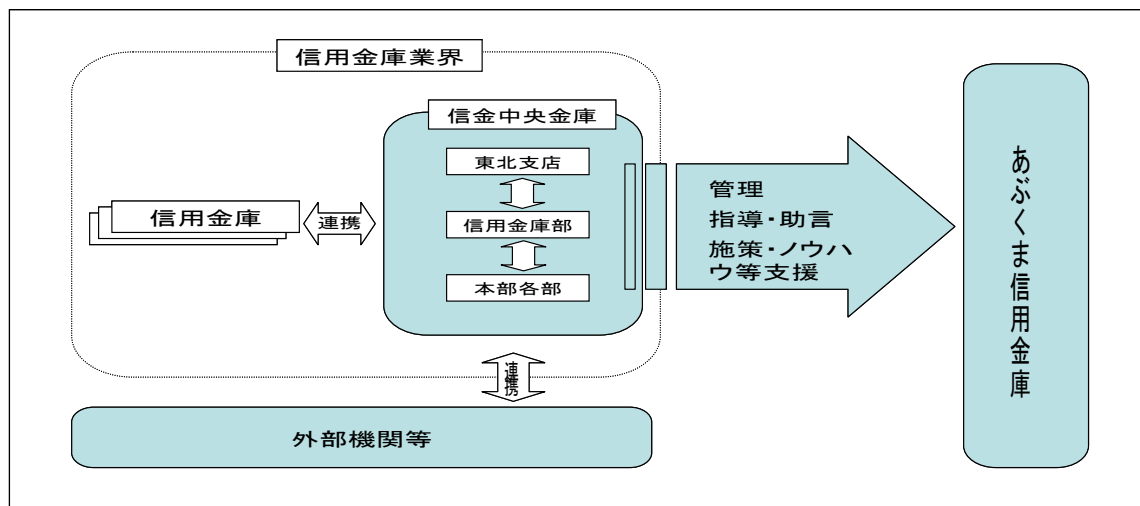 信用金庫業界
信金中央金庫
東北支店
信用金庫
連携
信用金庫部
本部各部
管理
指導・助言
施策・ノウハ
ウ等支援
あぶくま信用金庫
連携
外部機関等